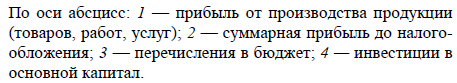 По оси абсцисс: 1 — прибыль от производства продукции
(товаров, работ, услуг); 2 — суммарная прибыль до налого-
обложения; 3 — перечисления в бюджет; 4 — инвестиции в
основной капитал.